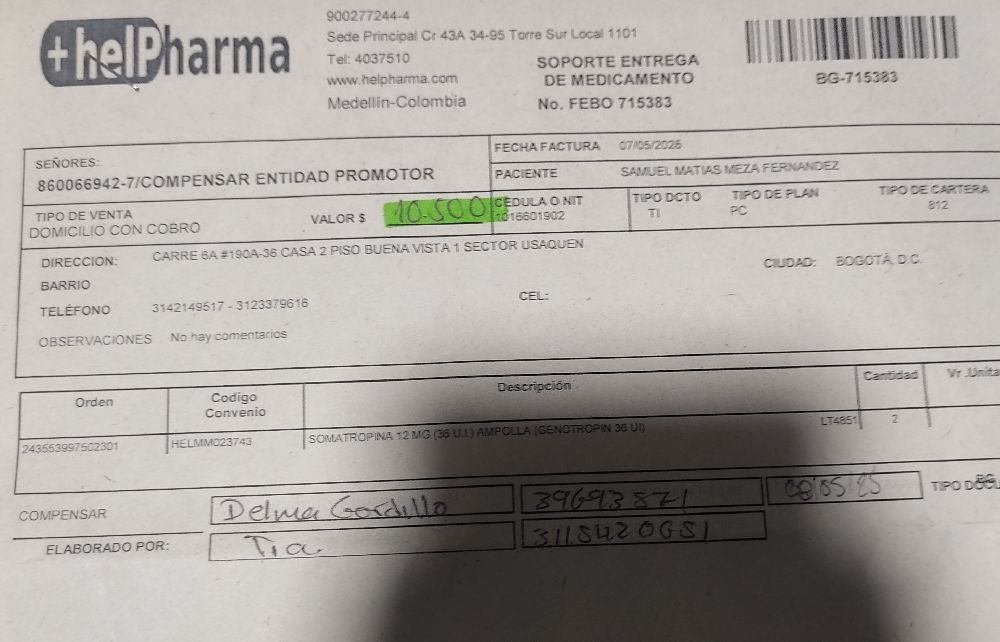 +helPharma
900277244-4
Sede Principal Cr 43A 34-95 Torre Sur Local 1101
Tel: 4037510
www.helpharma.com
Medellin-Colombia
SOPORTE ENTREGA
DE MEDICAMENTO
No. FEBO 715383
BG-715383
SEÑORES:
860066942-7/COMPENSAR ENTIDAD PROMOTOR
FECHA FACTURA 07/05/2025
PACIENTE SAMUEL MATIAS MEZA FERNANDEZ
TIPO DE VENTA
DOMICILIO CON COBRO
VALOR $ 10.500
CEDULA O NIT
1016601902
TIPO DCTO
TI
TIPO DE PLAN
PC
TIPO DE CARTERA
812
DIRECCION: CARRE 6A #190A-36 CASA 2 PISO BUENA VISTA 1 SECTOR USAQUEN
CIUDAD: BOGOTÁ, D.C.
BARRIO
TELÉFONO 3142149517 - 3123379616
CEL:
OBSERVACIONES No hay comentarios
Orden Codigo Convenio Descripción Cantidad Vr .Unita
243553997502301 HELMM023743 SOMATROPINA 12 MG (36 U.I.) AMPOLLA (GENOTROPIN 36 UI) LT4851 2
COMPENSAR Delma Gordillo 39693871 08/05/25 TIPO
ELABORADO POR: Tia 3118420681